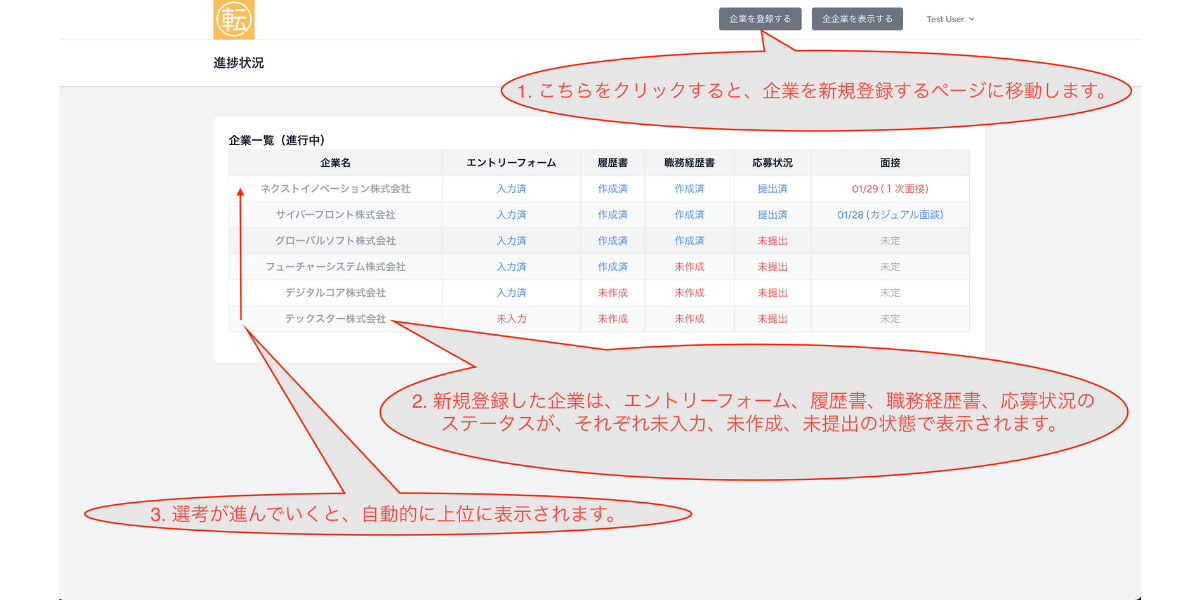 転
企業を登録する 全企業を表示する Test User
進捗状況
1. こちらをクリックすると、企業を新規登録するページに移動します。
企業一覧（進行中）
企業名 エントリーフォーム 履歴書 職務経歴書 応募状況 面接
ネクストイノベーション株式会社 入力済 作成済 作成済 提出済 01/29 (１次面接)
サイバーフロント株式会社 入力済 作成済 作成済 提出済 01/28 (カジュアル面談)
グローバルソフト株式会社 入力済 作成済 作成済 未提出 未定
フューチャーシステム株式会社 入力済 作成済 未作成 未提出 未定
デジタルコア株式会社 入力済 未作成 未作成 未提出 未定
テックスター株式会社 未入力 未作成 未作成 未提出 未定
2. 新規登録した企業は、エントリーフォーム、履歴書、職務経歴書、応募状況の
ステータスが、それぞれ未入力、未作成、未提出の状態で表示されます。
3. 選考が進んでいくと、自動的に上位に表示されます。